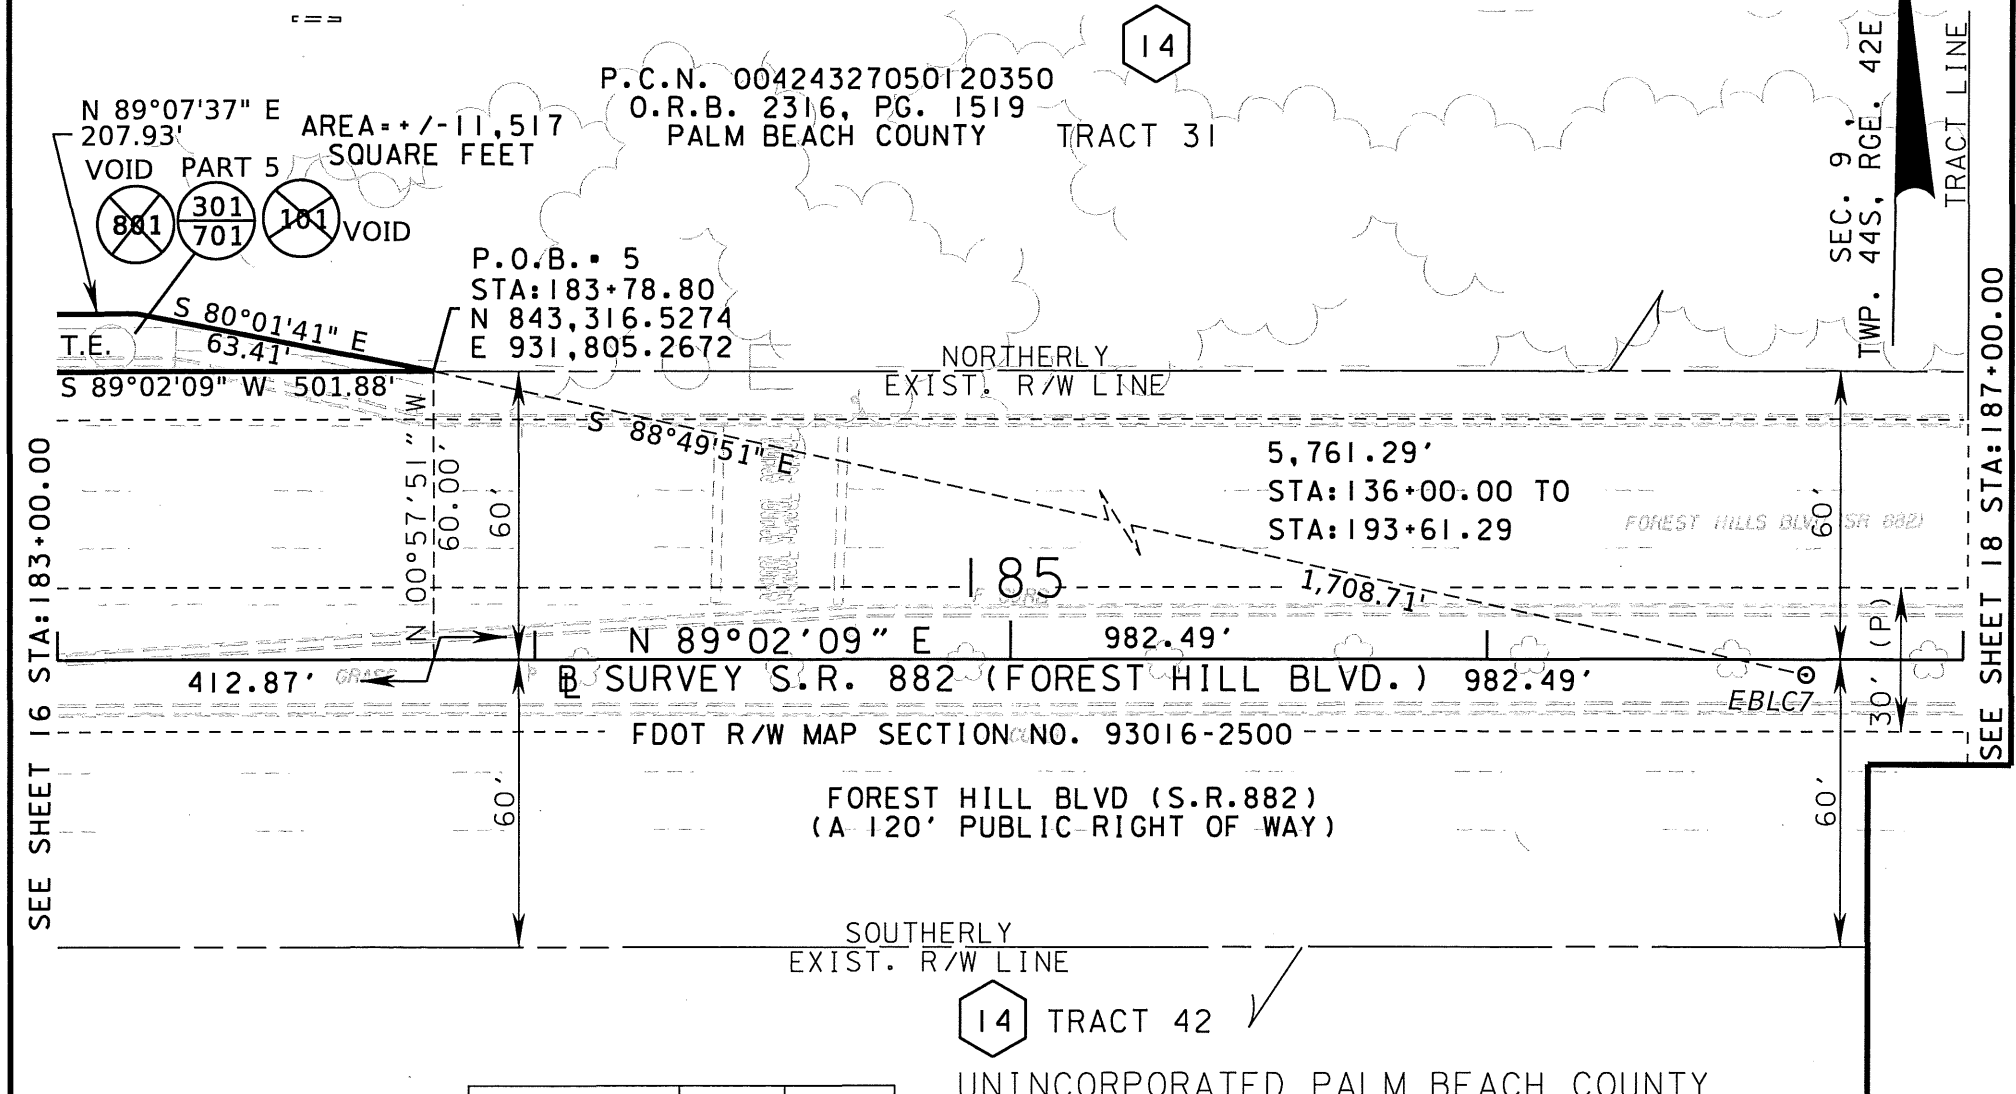 14
P.C.N. 00424327050120350
O.R.B. 2316, PG. 1519
PALM BEACH COUNTY
TRACT 31
N 89°07'37" E
207.93'
AREA=+/-11,517
SQUARE FEET
VOID
PART 5
801
301
701
101
VOID
P.O.B. = 5
STA:183+78.80
N 843,316.5274
E 931,805.2672
SEC. 9,
TWP. 44S, RGE. 42E
TRACT LINE
S 80°01'41" E
63.41'
T.E.
S 89°02'09" W 501.88'
NORTHERLY
EXIST. R/W LINE
N 00°57'51" W
60.00'
60'
S 88°49'51" E
5,761.29'
STA:136+00.00 TO
STA:193+61.29
FOREST HILLS BLVD (SR 882)
60'
185
F CURB
1,708.71'
N 89°02'09" E
982.49'
412.87'
GRASS
BL SURVEY S.R. 882 (FOREST HILL BLVD.) 982.49'
EBLC7
30' (P)
FDOT R/W MAP SECTION NO. 93016-2500
FOREST HILL BLVD (S.R.882)
(A 120' PUBLIC RIGHT OF WAY)
60'
60'
SEE SHEET 16 STA:183+00.00
SEE SHEET 18 STA:187+00.00
SOUTHERLY
EXIST. R/W LINE
14
TRACT 42
UNINCORPORATED PALM BEACH COUNTY